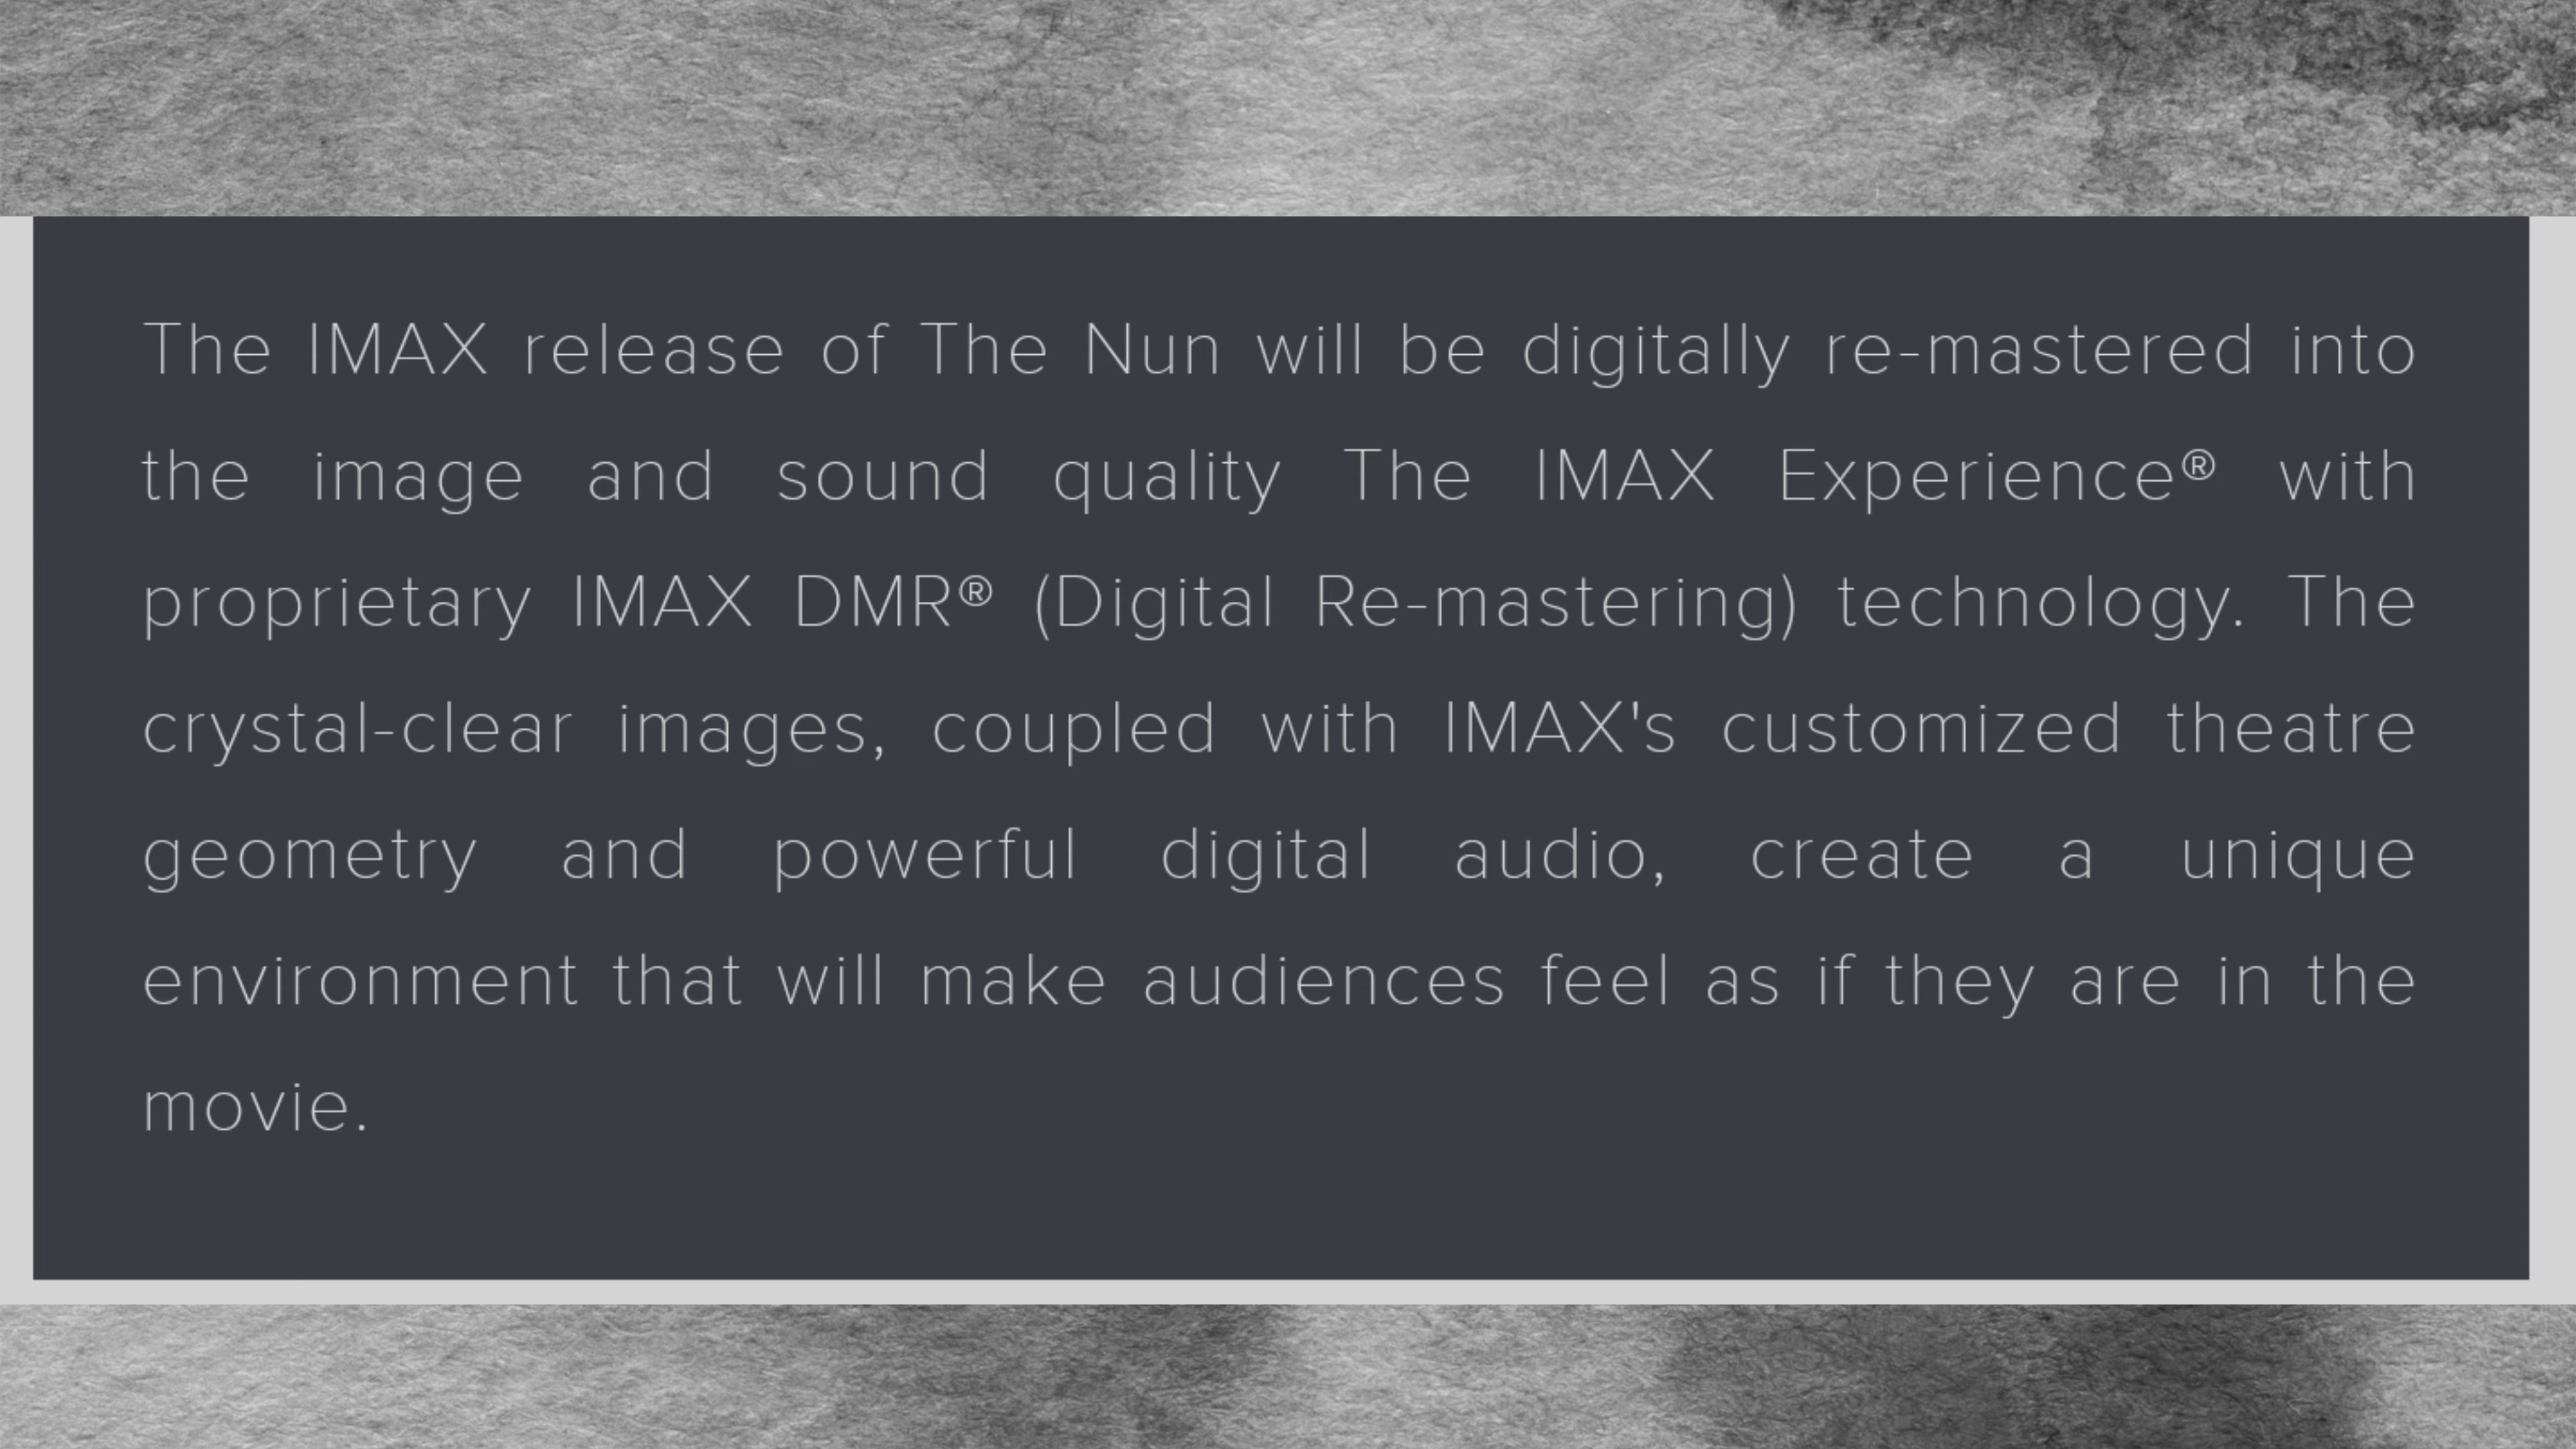 The IMAX release of The Nun will be digitally re-mastered into
the image and sound quality The IMAX Experience® with
proprietary IMAX DMR® (Digital Re-mastering) technology. The
crystal-clear images, coupled with IMAX's customized theatre
geometry and powerful digital audio, create a unique
environment that will make audiences feel as if they are in the
movie.